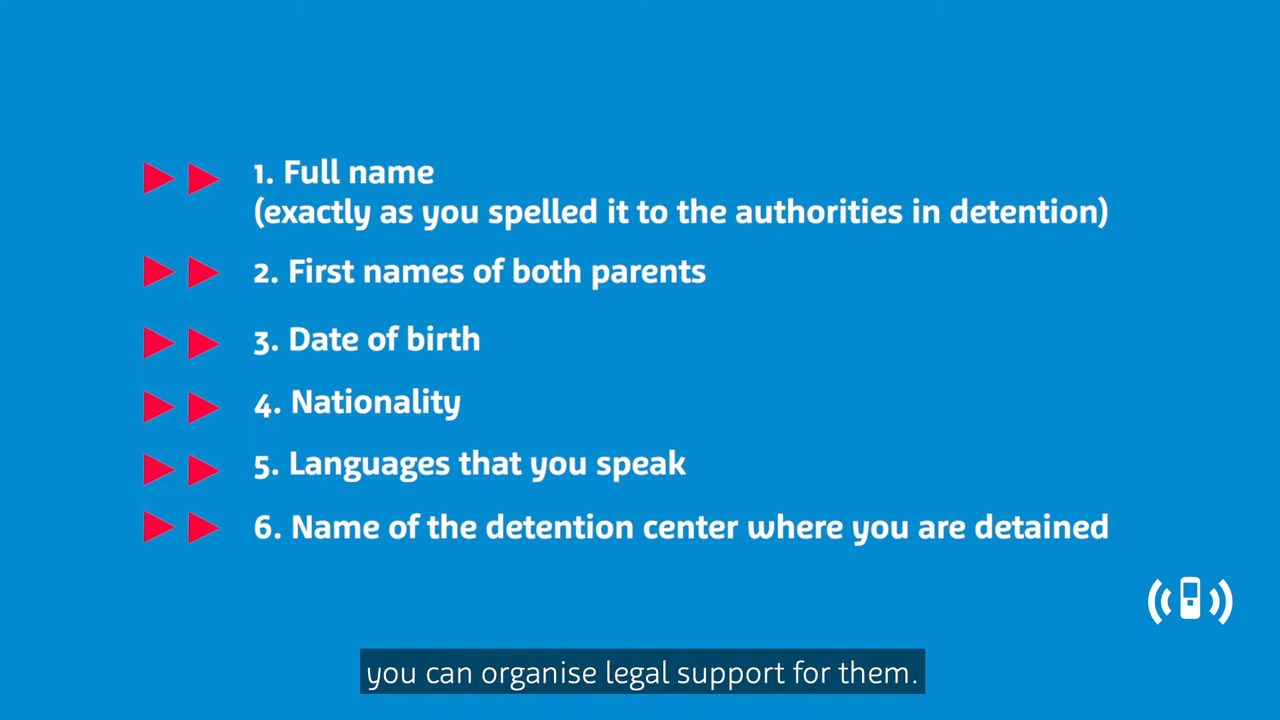 1. Full name
(exactly as you spelled it to the authorities in detention)
2. First names of both parents
3. Date of birth
4. Nationality
5. Languages that you speak
6. Name of the detention center where you are detained
you can organise legal support for them.